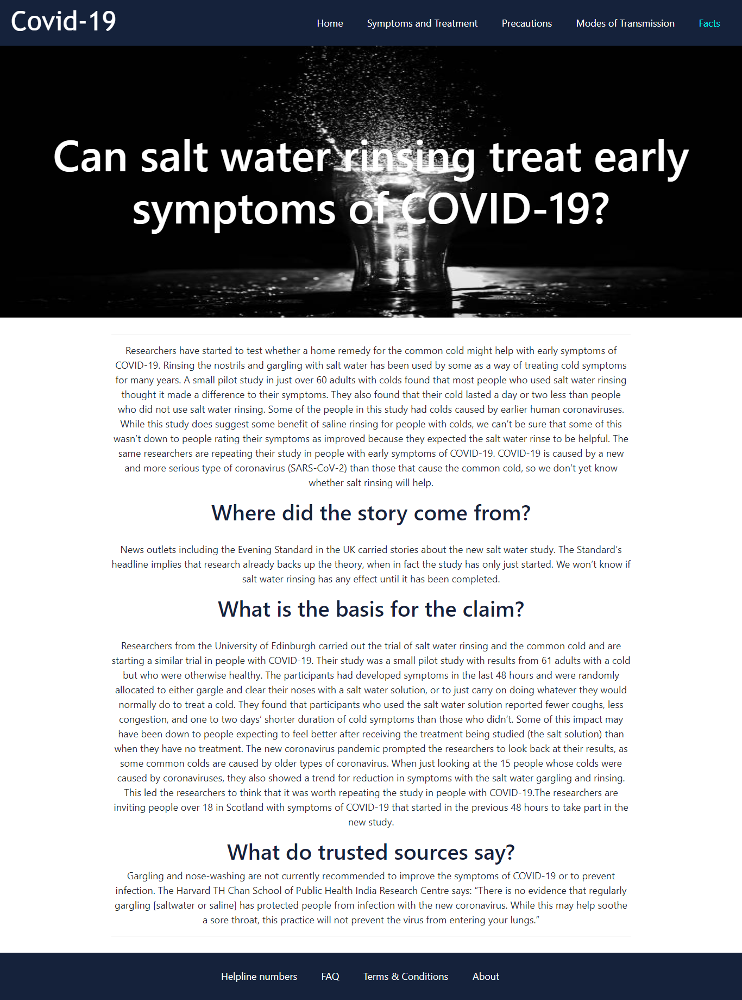 Covid-19
Home Symptoms and Treatment Precautions Modes of Transmission Facts
Can salt water rinsing treat early
symptoms of COVID-19?
Researchers have started to test whether a home remedy for the common cold might help with early symptoms of
COVID-19. Rinsing the nostrils and gargling with salt water has been used by some as a way of treating cold symptoms
for many years. A small pilot study in just over 60 adults with colds found that most people who used salt water rinsing
thought it made a difference to their symptoms. They also found that their cold lasted a day or two less than people
who did not use salt water rinsing. Some of the people in this study had colds caused by earlier human coronaviruses.
While this study does suggest some benefit of saline rinsing for people with colds, we can’t be sure that some of this
wasn’t down to people rating their symptoms as improved because they expected the salt water rinse to be helpful. The
same researchers are repeating their study in people with early symptoms of COVID-19. COVID-19 is caused by a new
and more serious type of coronavirus (SARS-CoV-2) than those that cause the common cold, so we don’t yet know
whether salt rinsing will help.
Where did the story come from?
News outlets including the Evening Standard in the UK carried stories about the new salt water study. The Standard’s
headline implies that research already backs up the theory, when in fact the study has only just started. We won’t know if
salt water rinsing has any effect until it has been completed.
What is the basis for the claim?
Researchers from the University of Edinburgh carried out the trial of salt water rinsing and the common cold and are
starting a similar trial in people with COVID-19. Their study was a small pilot study with results from 61 adults with a cold
but who were otherwise healthy. The participants had developed symptoms in the last 48 hours and were randomly
allocated to either gargle and clear their noses with a salt water solution, or to just carry on doing whatever they would
normally do to treat a cold. They found that participants who used the salt water solution reported fewer coughs, less
congestion, and one to two days’ shorter duration of cold symptoms than those who didn’t. Some of this impact may
have been down to people expecting to feel better after receiving the treatment being studied (the salt solution) than
when they have no treatment. The new coronavirus pandemic prompted the researchers to look back at their results, as
some common colds are caused by older types of coronavirus. When just looking at the 15 people whose colds were
caused by coronaviruses, they also showed a trend for reduction in symptoms with the salt water gargling and rinsing.
This led the researchers to think that it was worth repeating the study in people with COVID-19.The researchers are
inviting people over 18 in Scotland with symptoms of COVID-19 that started in the previous 48 hours to take part in the
new study.
What do trusted sources say?
Gargling and nose-washing are not currently recommended to improve the symptoms of COVID-19 or to prevent
infection. The Harvard TH Chan School of Public Health India Research Centre says: “There is no evidence that regularly
gargling [saltwater or saline] has protected people from infection with the new coronavirus. While this may help soothe
a sore throat, this practice will not prevent the virus from entering your lungs.”
Helpline numbers FAQ Terms & Conditions About